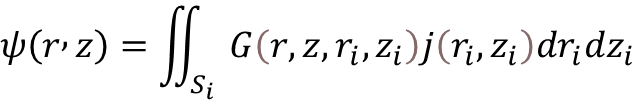 ψ(r, z) = ∬_{S_i} G(r, z, r_i, z_i) j(r_i, z_i) dr_i dz_i